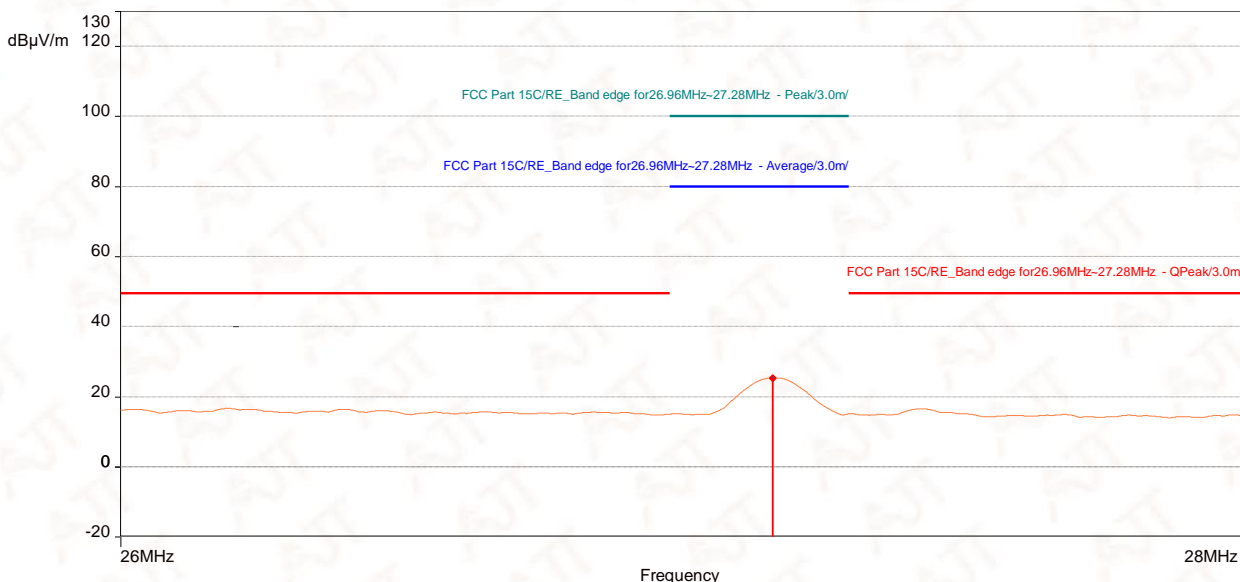 130
dBµV/m
120
FCC Part 15C/RE_Band edge for26.96MHz~27.28MHz - Peak/3.0m/
100
FCC Part 15C/RE_Band edge for26.96MHz~27.28MHz - Average/3.0m/
80
60
FCC Part 15C/RE_Band edge for26.96MHz~27.28MHz - QPeak/3.0m
40
20
0
-20
26MHz
28MHz
Frequency